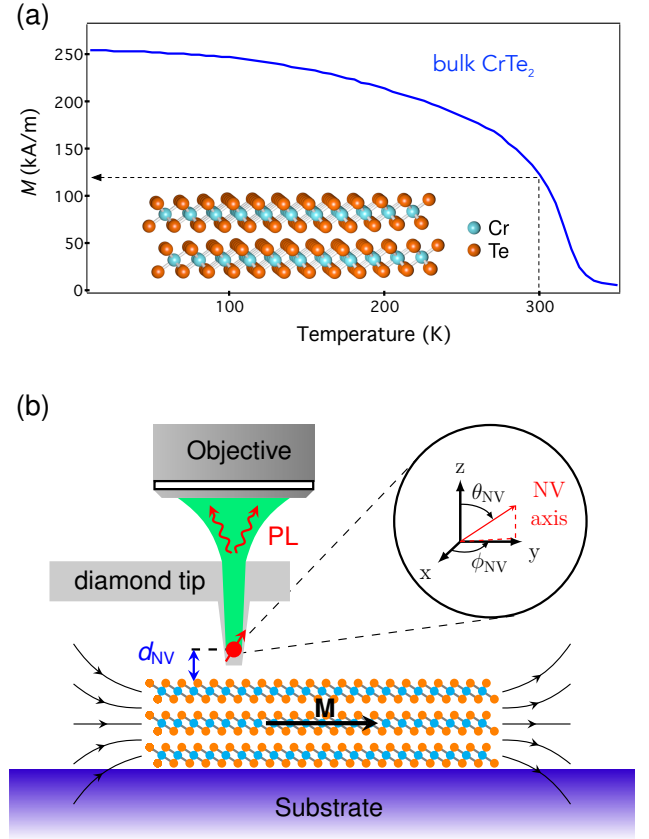 (a)
bulk CrTe2
M (kA/m)
250
200
150
100
50
0
Cr
Te
100
200
300
Temperature (K)
(b)
Objective
PL
diamond tip
dNV
z
θNV
NV
axis
x
ϕNV
y
M
Substrate